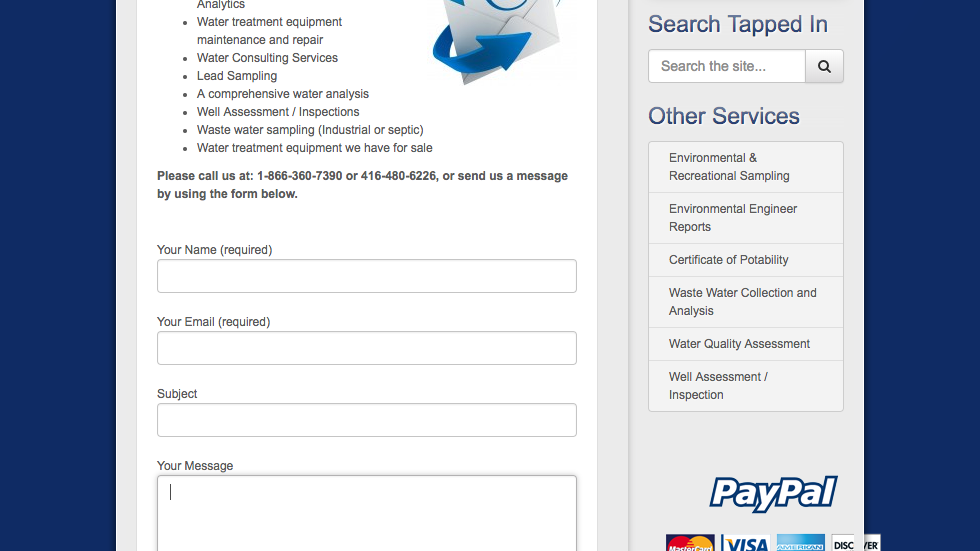 Analytics
Water treatment equipment
maintenance and repair
Water Consulting Services
Lead Sampling
A comprehensive water analysis
Well Assessment / Inspections
Waste water sampling (Industrial or septic)
Water treatment equipment we have for sale
Please call us at: 1-866-360-7390 or 416-480-6226, or send us a message
by using the form below.
Your Name (required)
Your Email (required)
Subject
Your Message
Search Tapped In
Search the site...
Other Services
Environmental &
Recreational Sampling
Environmental Engineer
Reports
Certificate of Potability
Waste Water Collection and
Analysis
Water Quality Assessment
Well Assessment /
Inspection
PayPal
MasterCard
VISA
AMERICAN
DISCOVER